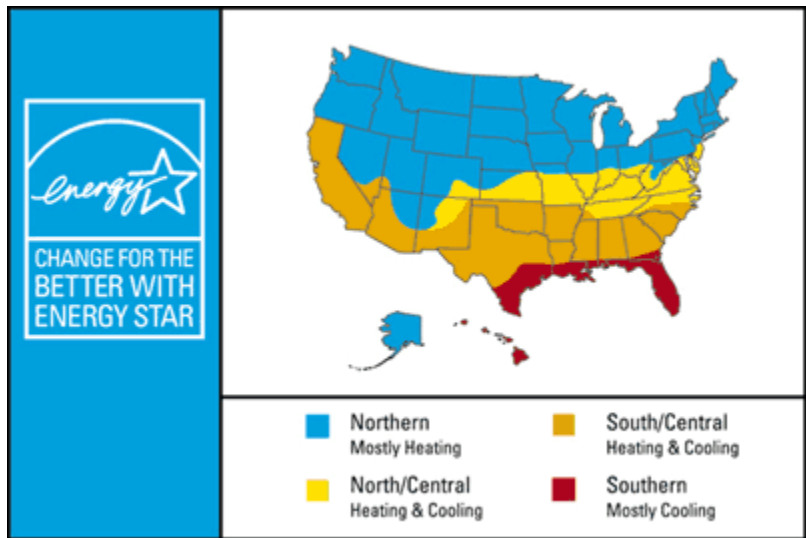 energy
CHANGE FOR THE
BETTER WITH
ENERGY STAR
Northern
Mostly Heating
South/Central
Heating & Cooling
North/Central
Heating & Cooling
Southern
Mostly Cooling